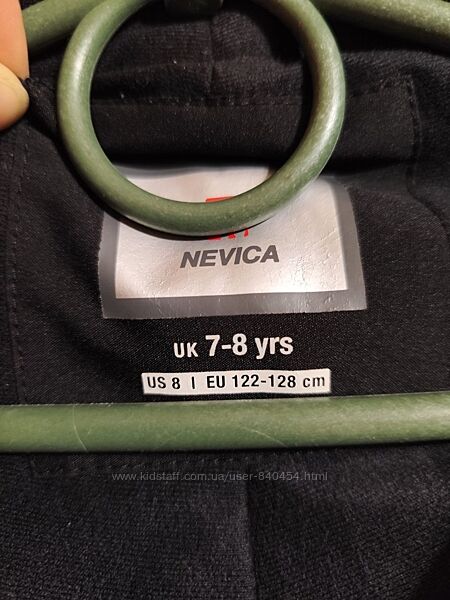 NEVICA
UK 7-8 yrs
US 8 | EU 122-128 cm
www.kidstaff.com.ua/user-840454.html